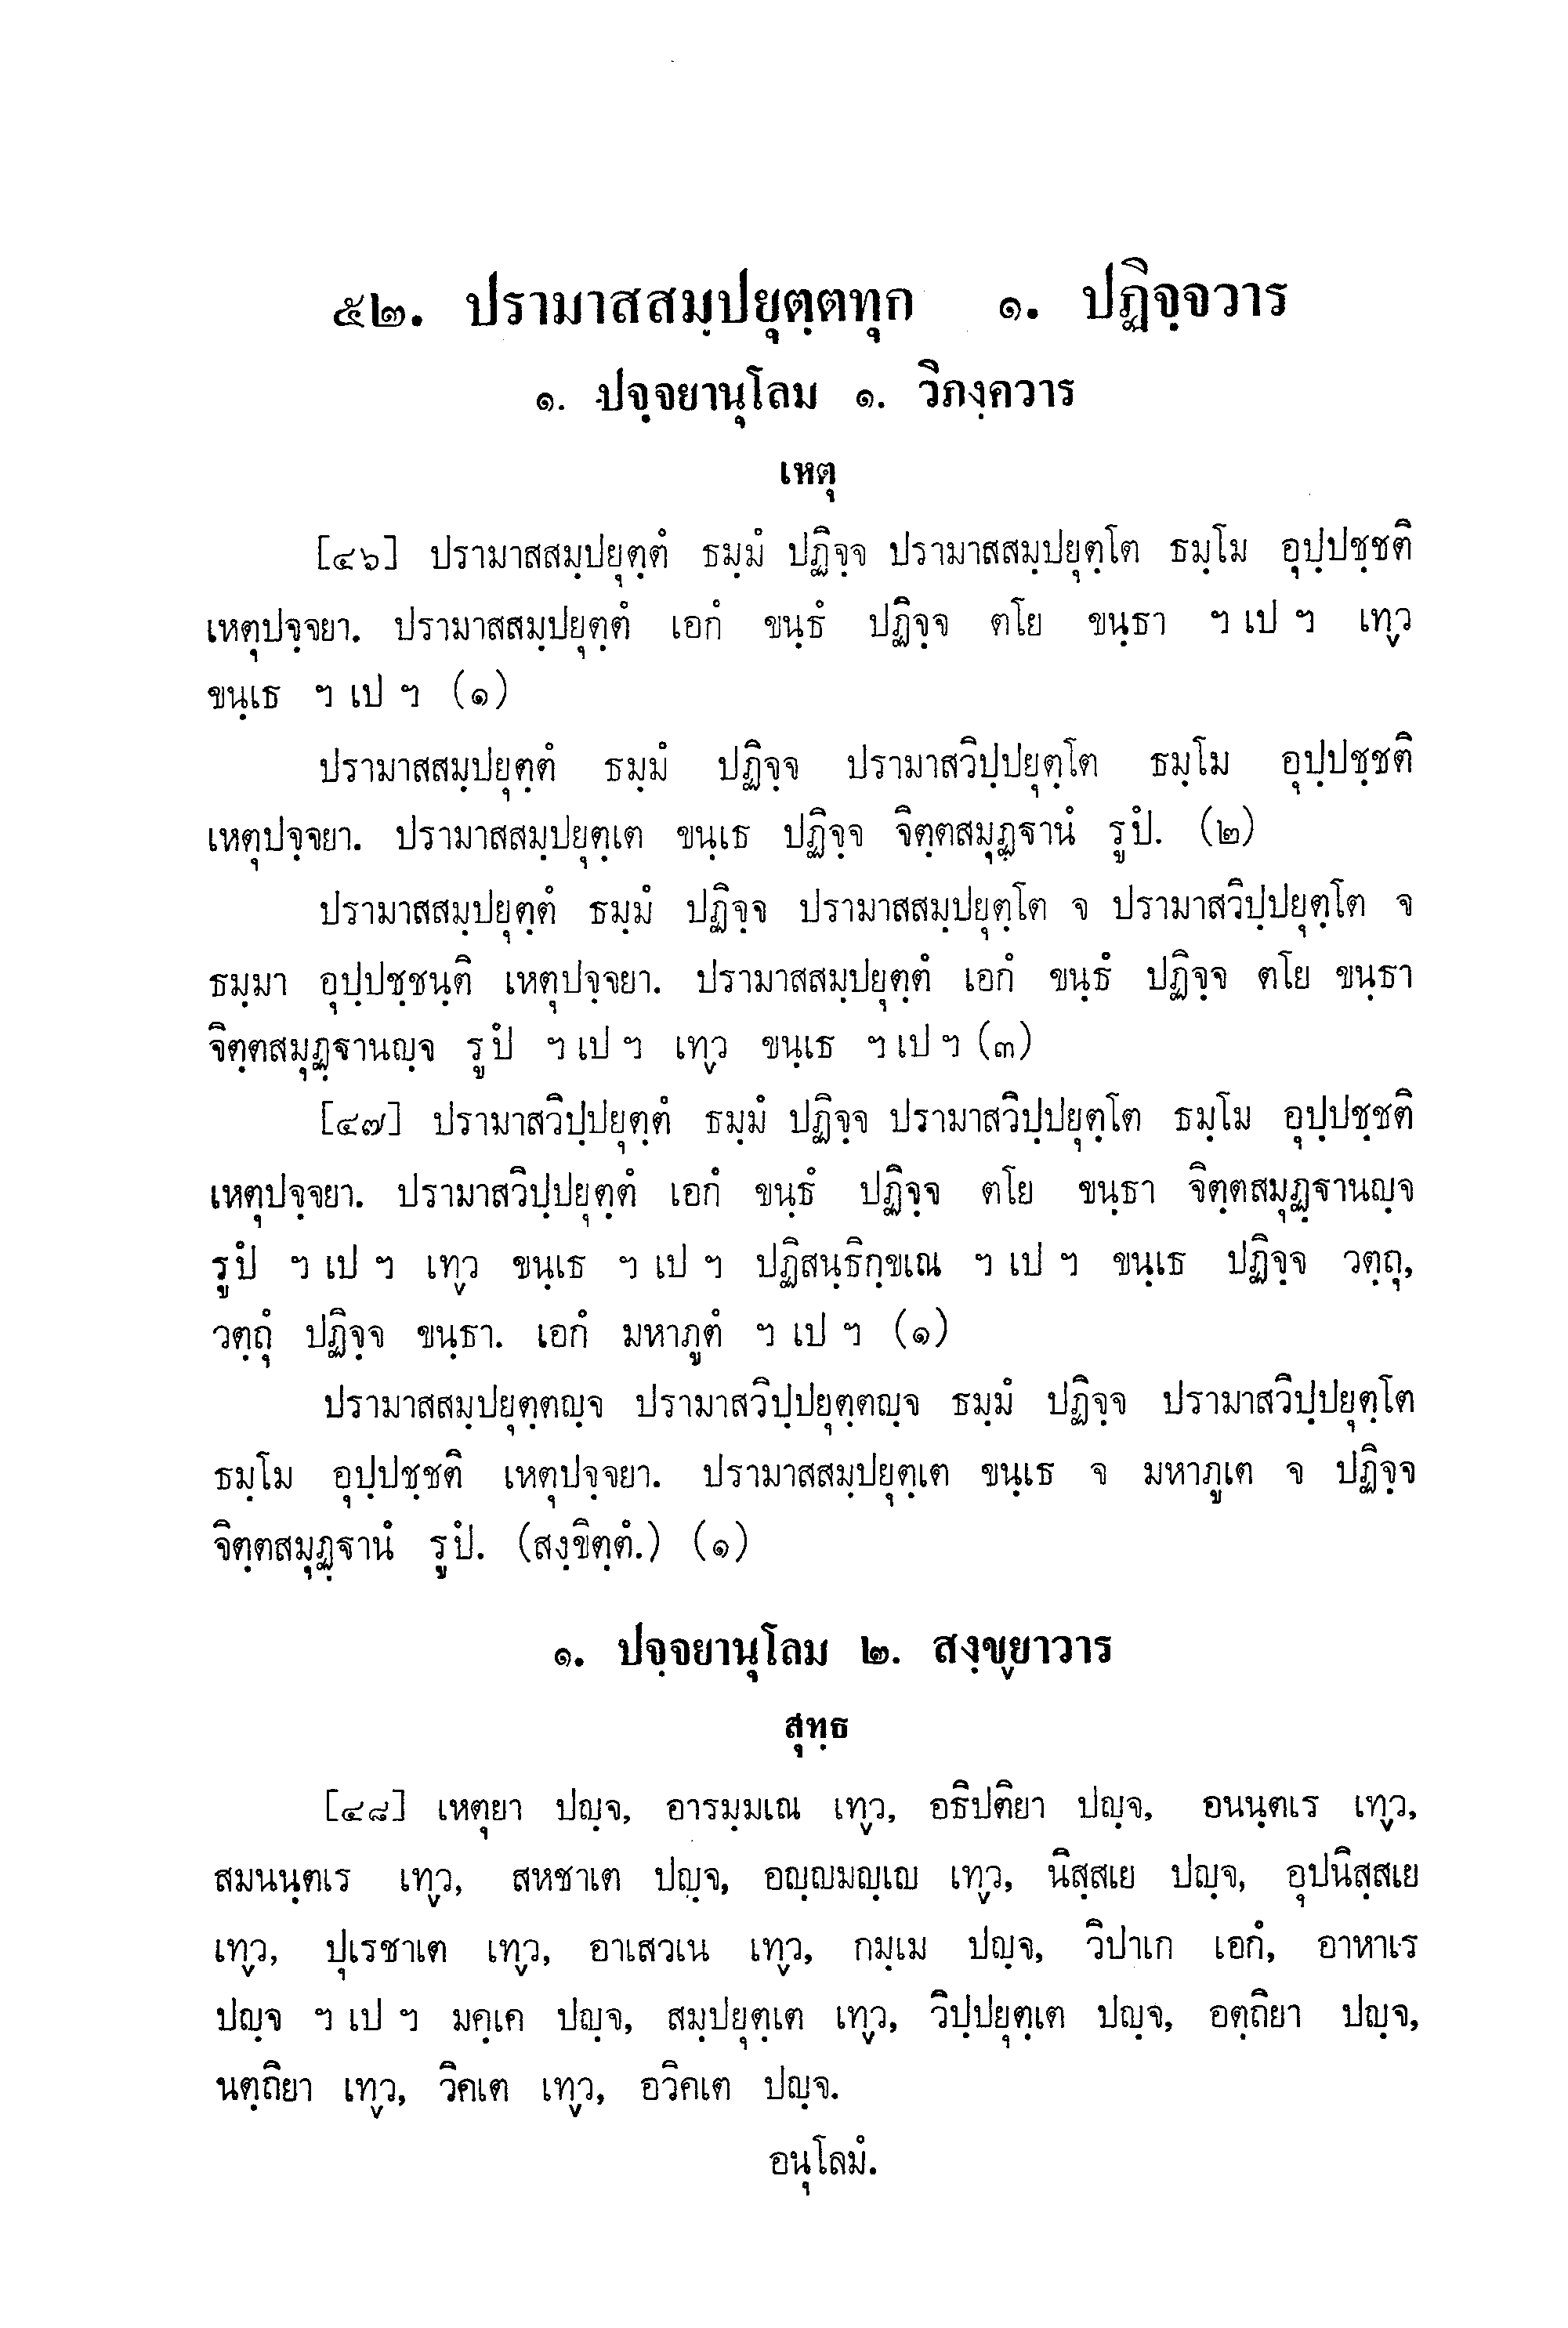 ๕๒. ปรามาสสมฺปยุตฺตทุก ๑. ปฏิจฺจวาร
๑. ปจฺจยานุโลม ๑. วิภงฺควาร
เหตุ
[๔๖] ปรามาสสมฺปยุตฺตํ ธมฺมํ ปฏิจฺจ ปรามาสสมฺปยุตฺโต ธมฺโม อุปฺปชฺชติ
เหตุปจฺจยา. ปรามาสสมฺปยุตฺตํ เอกํ ขนฺธํ ปฏิจฺจ ตโย ขนฺธา ฯ เป ฯ เทฺว
ขนฺเธ ฯ เป ฯ (๑)
ปรามาสสมฺปยุตฺตํ ธมฺมํ ปฏิจฺจ ปรามาสวิปฺปยุตฺโต ธมฺโม อุปฺปชฺชติ
เหตุปจฺจยา. ปรามาสสมฺปยุตฺเต ขนฺเธ ปฏิจฺจ จิตฺตสมุฏฺฐานํ รูปํ. (๒)
ปรามาสสมฺปยุตฺตํ ธมฺมํ ปฏิจฺจ ปรามาสสมฺปยุตฺโต จ ปรามาสวิปฺปยุตฺโต จ
ธมฺมา อุปฺปชฺชนฺติ เหตุปจฺจยา. ปรามาสสมฺปยุตฺตํ เอกํ ขนฺธํ ปฏิจฺจ ตโย ขนฺธา
จิตฺตสมุฏฺฐานญฺจ รูปํ ฯ เป ฯ เทฺว ขนฺเธ ฯ เป ฯ (๓)
[๔๗] ปรามาสวิปฺปยุตฺตํ ธมฺมํ ปฏิจฺจ ปรามาสวิปฺปยุตฺโต ธมฺโม อุปฺปชฺชติ
เหตุปจฺจยา. ปรามาสวิปฺปยุตฺตํ เอกํ ขนฺธํ ปฏิจฺจ ตโย ขนฺธา จิตฺตสมุฏฺฐานญฺจ
รูปํ ฯ เป ฯ เทฺว ขนฺเธ ฯ เป ฯ ปฏิสนฺธิกฺขเณ ฯ เป ฯ ขนฺเธ ปฏิจฺจ วตฺถุ,
วตฺถุํ ปฏิจฺจ ขนฺธา. เอกํ มหาภูตํ ฯ เป ฯ (๑)
ปรามาสสมฺปยุตฺตญฺจ ปรามาสวิปฺปยุตฺตญฺจ ธมฺมํ ปฏิจฺจ ปรามาสวิปฺปยุตฺโต
ธมฺโม อุปฺปชฺชติ เหตุปจฺจยา. ปรามาสสมฺปยุตฺเต ขนฺเธ จ มหาภูเต จ ปฏิจฺจ
จิตฺตสมุฏฺฐานํ รูปํ. (สงฺขิตฺตํ.) (๑)
๑. ปจฺจยานุโลม ๒. สงฺขฺยาวาร
สุทฺธ
[๔๘] เหตุยา ปญฺจ, อารมฺมเณ เทฺว, อธิปติยา ปญฺจ, อนนฺตเร เทฺว,
สมนนฺตเร เทฺว, สหชาเต ปญฺจ, อญฺญมญฺเญ เทฺว, นิสฺสเย ปญฺจ, อุปนิสฺสเย
เทฺว, ปุเรชาเต เทฺว, อาเสวเน เทฺว, กมฺเม ปญฺจ, วิปาเก เอกํ, อาหาเร
ปญฺจ ฯ เป ฯ มคฺเค ปญฺจ, สมฺปยุตฺเต เทฺว, วิปฺปยุตฺเต ปญฺจ, อตฺถิยา ปญฺจ,
นตฺถิยา เทฺว, วิคเต เทฺว, อวิคเต ปญฺจ.
อนุโลมํ.